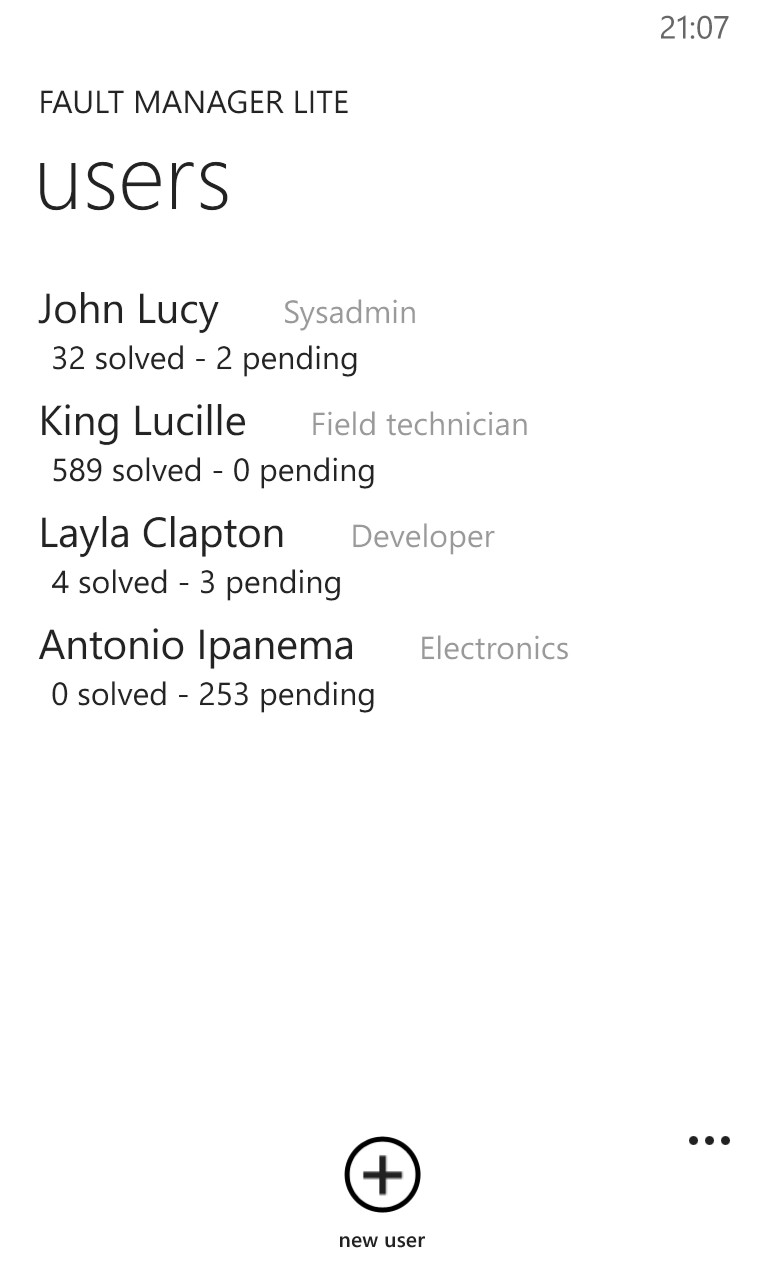 21:07
FAULT MANAGER LITE
users
John Lucy Sysadmin
32 solved - 2 pending
King Lucille Field technician
589 solved - 0 pending
Layla Clapton Developer
4 solved - 3 pending
Antonio Ipanema Electronics
0 solved - 253 pending
new user